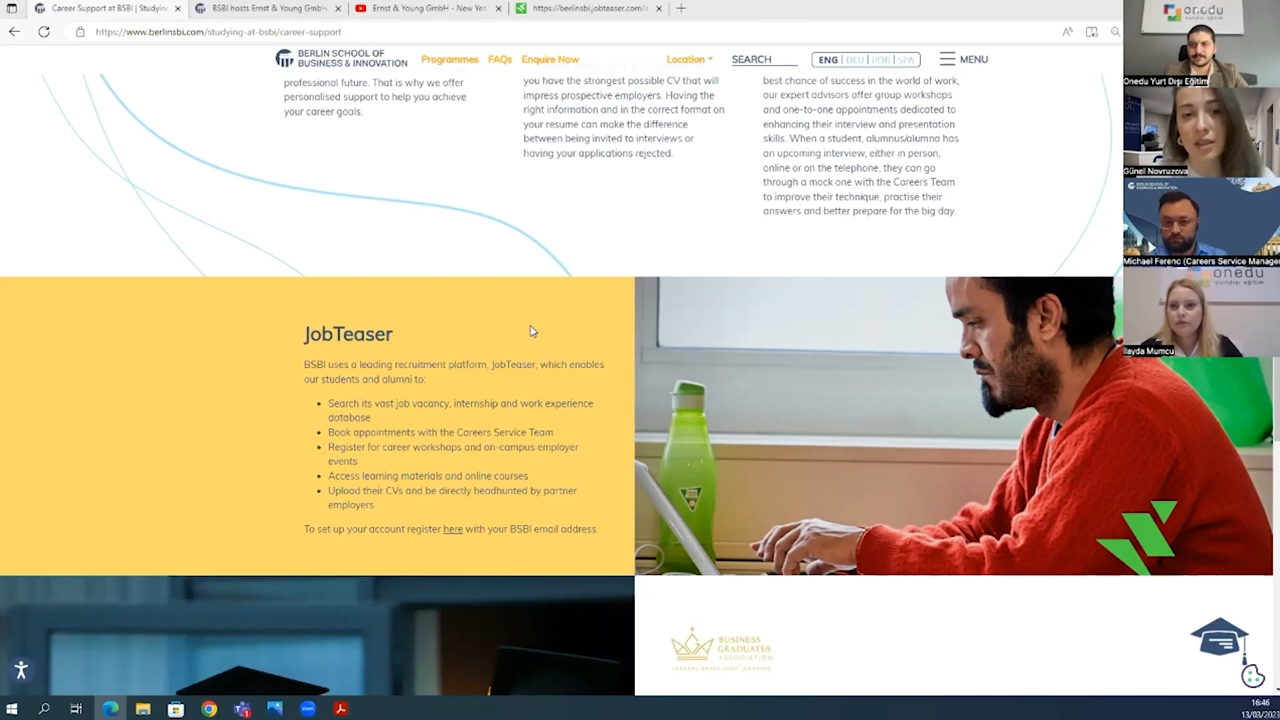 Career Support at BSBI | Studyin
BSBI hosts Ernst & Young GmbH
Ernst & Young GmbH - New Ye
https://berlinsbi.jobteaser.com/
https://www.berlinsbi.com/studying-at-bsbi/career-support
BERLIN SCHOOL OF
BUSINESS & INNOVATION
Programmes
FAQs
Enquire Now
Location
SEARCH
ENG | DEU | POR | SPA
MENU
professional future. That is why we offer
personalised support to help you achieve
your career goals.
you have the strongest possible CV that will
impress prospective employers. Having the
right information and in the correct format on
your resume can make the difference
between being invited to interviews or
having your applications rejected.
best chance of success in the world of work,
our expert advisors offer group workshops
and one-to-one appointments dedicated to
enhancing their interview and presentation
skills. When a student, alumnus/alumna has
an upcoming interview, either in person,
online or on the telephone, they can go
through a mock one with the Careers Team
to improve their technique, practise their
answers and better prepare for the big day.
onedu
Onedu Yurt Dışı Eğitim
Günel Novruzova
Michael Ferenc (Careers Service Manage
onedu
yurtdışı eğitim
İlayda Mumcu
JobTeaser
BSBI uses a leading recruitment platform, JobTeaser, which enables
our students and alumni to:
• Search its vast job vacancy, internship and work experience
database
• Book appointments with the Careers Service Team
• Register for career workshops and on-campus employer
events
• Access learning materials and online courses
• Upload their CVs and be directly headhunted by partner
employers
To set up your account register here with your BSBI email address.
BUSINESS
GRADUATES
ASSOCIATION
16:46
13/03/2023